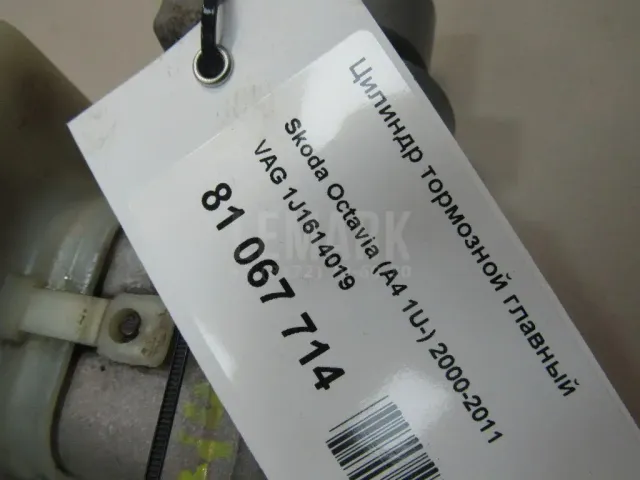 Цилиндр тормозной главный
Skoda Octavia (A4 1U-) 2000-2011
VAG 1J1614019
81 067 714